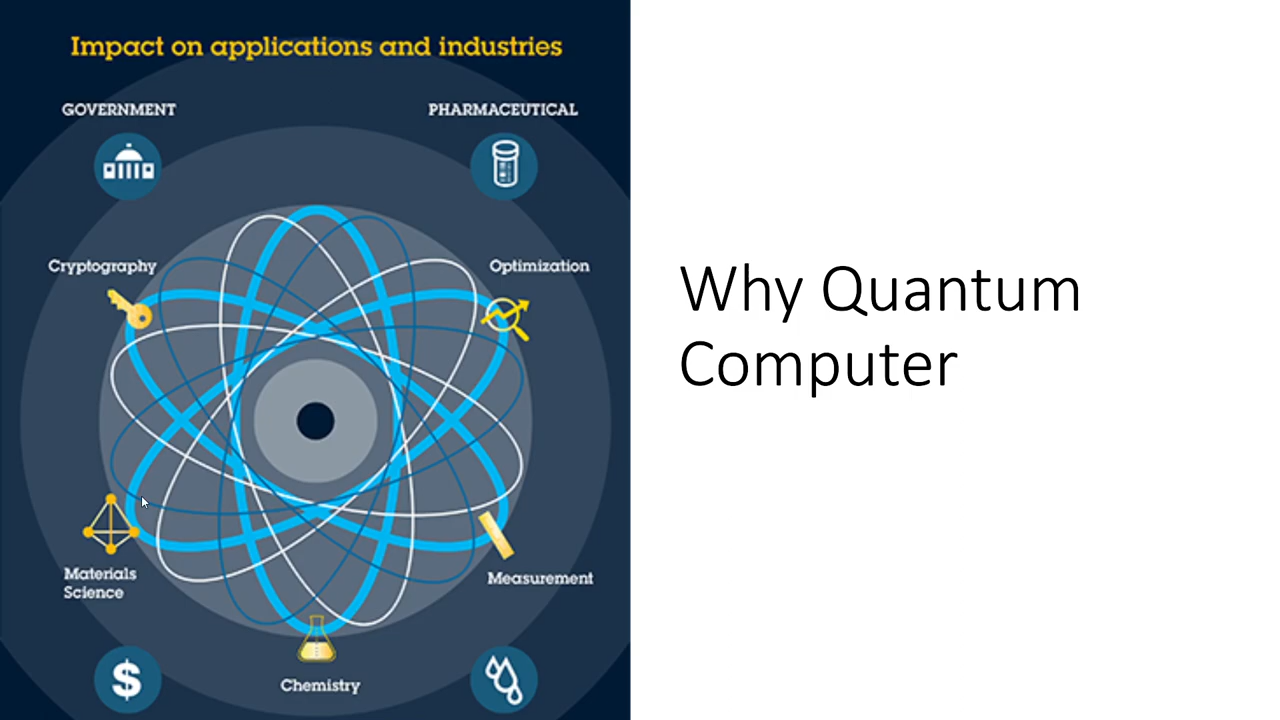 Impact on applications and industries
GOVERNMENT
PHARMACEUTICAL
Cryptography
Optimization
Materials
Science
Measurement
Chemistry
$
Why Quantum
Computer